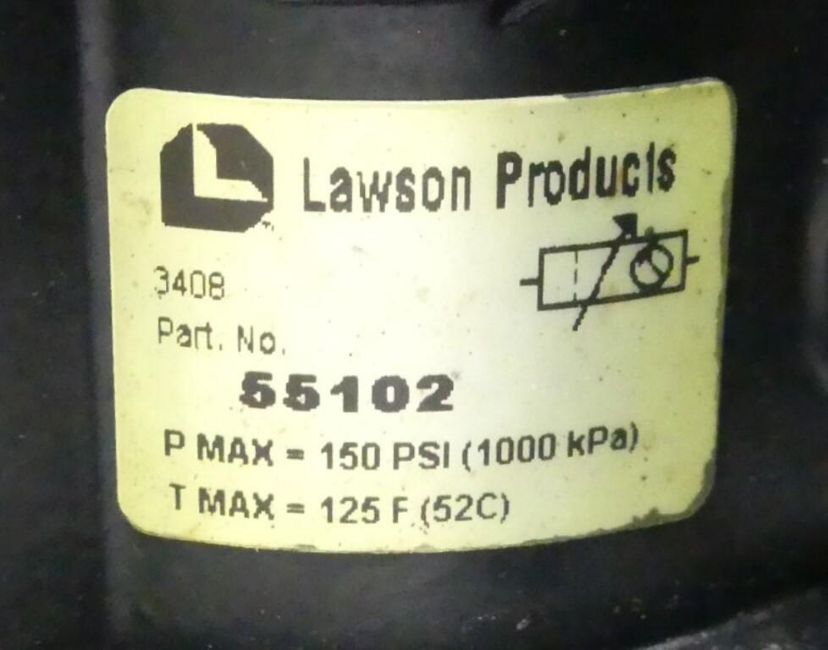 Lawson Products
3408
Part. No.
55102
P MAX = 150 PSI (1000 kPa)
T MAX = 125 F (52C)